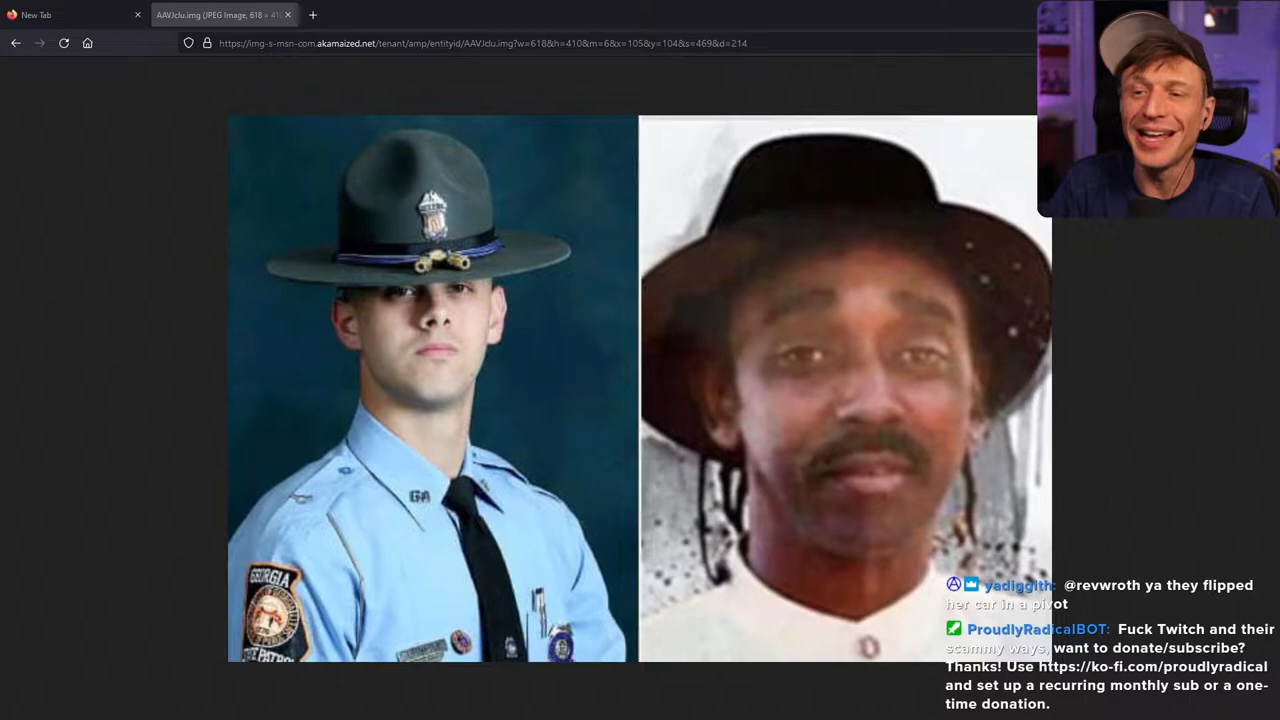 New Tab
AAVJclu.img (JPEG Image, 618 × 41
https://img-s-msn-com.akamaized.net/tenant/amp/entityid/AAVJclu.img?w=618&h=410&m=6&x=105&y=104&s=469&d=214
GA
GEORGIA
yadiggith: @revwroth ya they flipped
her car in a pivot
ProudlyRadicalBOT: Fuck Twitch and their
scammy ways, want to donate/subscribe?
Thanks! Use https://ko-fi.com/proudlyradical
and set up a recurring monthly sub or a one-
time donation.